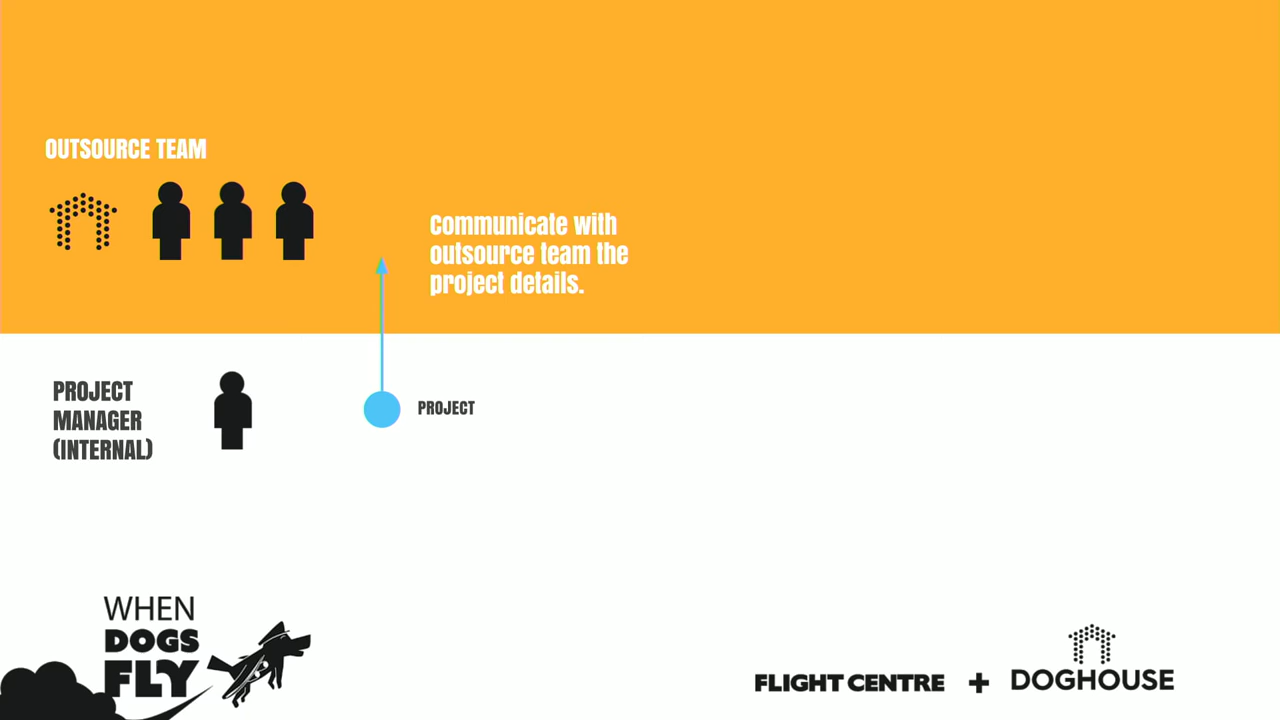 OUTSOURCE TEAM
Communicate with
outsource team the
project details.
PROJECT
MANAGER
(INTERNAL)
PROJECT
WHEN
DOGS
FLY
FLIGHT CENTRE + DOGHOUSE